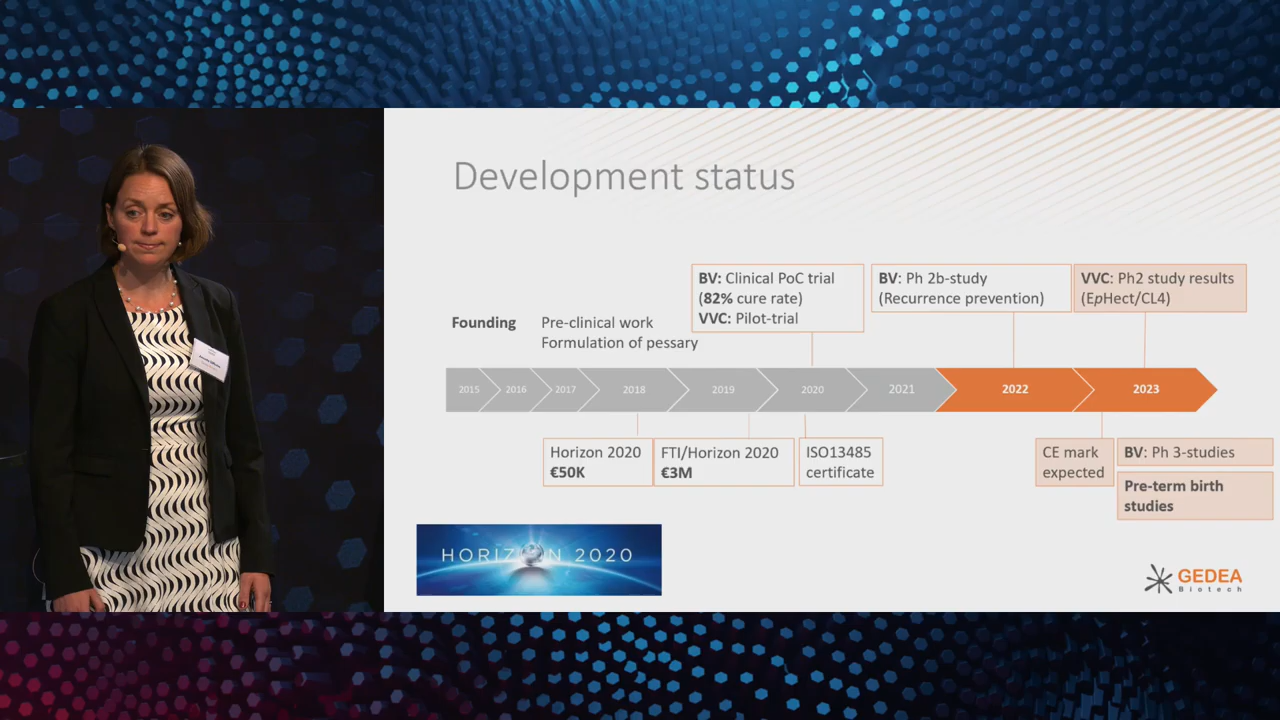 Development status
BV: Clinical PoC trial
(82% cure rate)
VVC: Pilot-trial
BV: Ph 2b-study
(Recurrence prevention)
VVC: Ph2 study results
(EpHect/CL4)
Founding
Pre-clinical work
Formulation of pessary
2015
2016
2017
2018
2019
2020
2021
2022
2023
Horizon 2020
€50K
FTI/Horizon 2020
€3M
ISO13485
certificate
CE mark
expected
BV: Ph 3-studies
Pre-term birth
studies
HORIZON 2020
GEDEA
Biotech